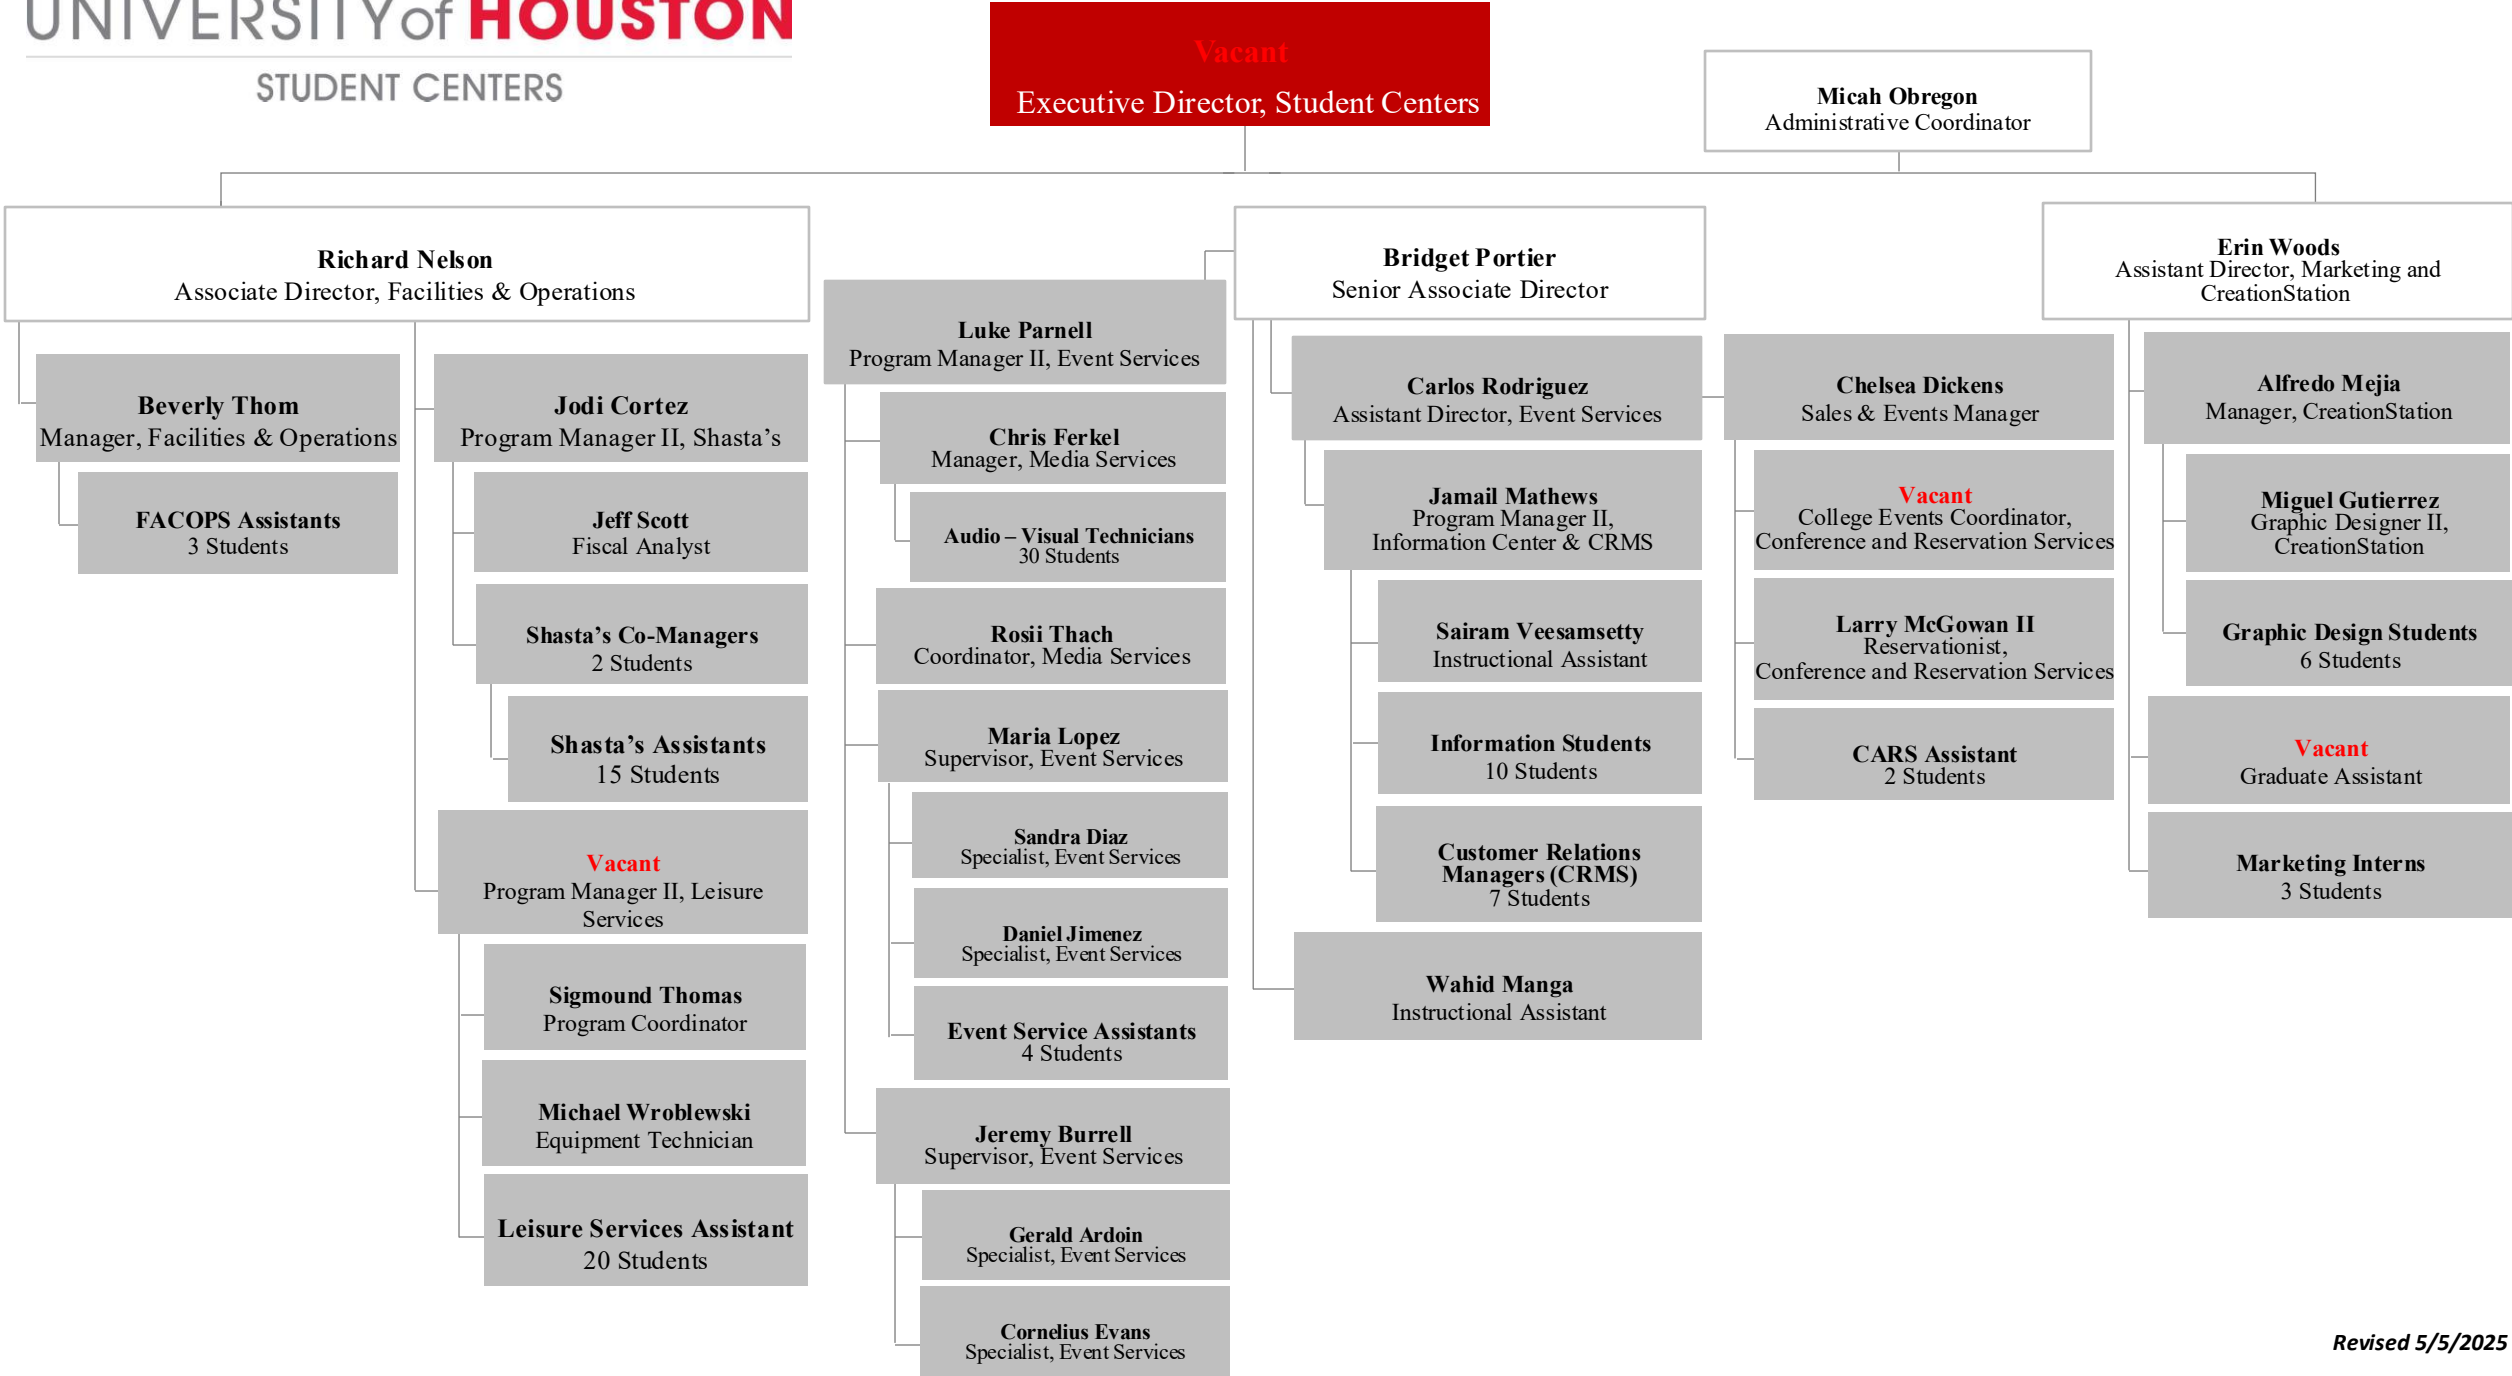 UNIVERSITY of HOUSTON
STUDENT CENTERS
Vacant
Executive Director, Student Centers
Micah Obregon
Administrative Coordinator
Richard Nelson
Associate Director, Facilities & Operations
Beverly Thom
Manager, Facilities & Operations
FACOPS Assistants
3 Students
Jodi Cortez
Program Manager II, Shasta’s
Jeff Scott
Fiscal Analyst
Shasta’s Co-Managers
2 Students
Shasta’s Assistants
15 Students
Vacant
Program Manager II, Leisure
Services
Sigmound Thomas
Program Coordinator
Michael Wroblewski
Equipment Technician
Leisure Services Assistant
20 Students
Bridget Portier
Senior Associate Director
Luke Parnell
Program Manager II, Event Services
Chris Ferkel
Manager, Media Services
Audio – Visual Technicians
30 Students
Rosii Thach
Coordinator, Media Services
Maria Lopez
Supervisor, Event Services
Sandra Diaz
Specialist, Event Services
Daniel Jimenez
Specialist, Event Services
Event Service Assistants
4 Students
Jeremy Burrell
Supervisor, Event Services
Gerald Ardoin
Specialist, Event Services
Cornelius Evans
Specialist, Event Services
Carlos Rodriguez
Assistant Director, Event Services
Jamail Mathews
Program Manager II,
Information Center & CRMS
Sairam Veesamsetty
Instructional Assistant
Information Students
10 Students
Customer Relations
Managers (CRMS)
7 Students
Wahid Manga
Instructional Assistant
Chelsea Dickens
Sales & Events Manager
Vacant
College Events Coordinator,
Conference and Reservation Services
Larry McGowan II
Reservationist,
Conference and Reservation Services
CARS Assistant
2 Students
Erin Woods
Assistant Director, Marketing and
CreationStation
Alfredo Mejia
Manager, CreationStation
Miguel Gutierrez
Graphic Designer II,
CreationStation
Graphic Design Students
6 Students
Vacant
Graduate Assistant
Marketing Interns
3 Students
Revised 5/5/2025